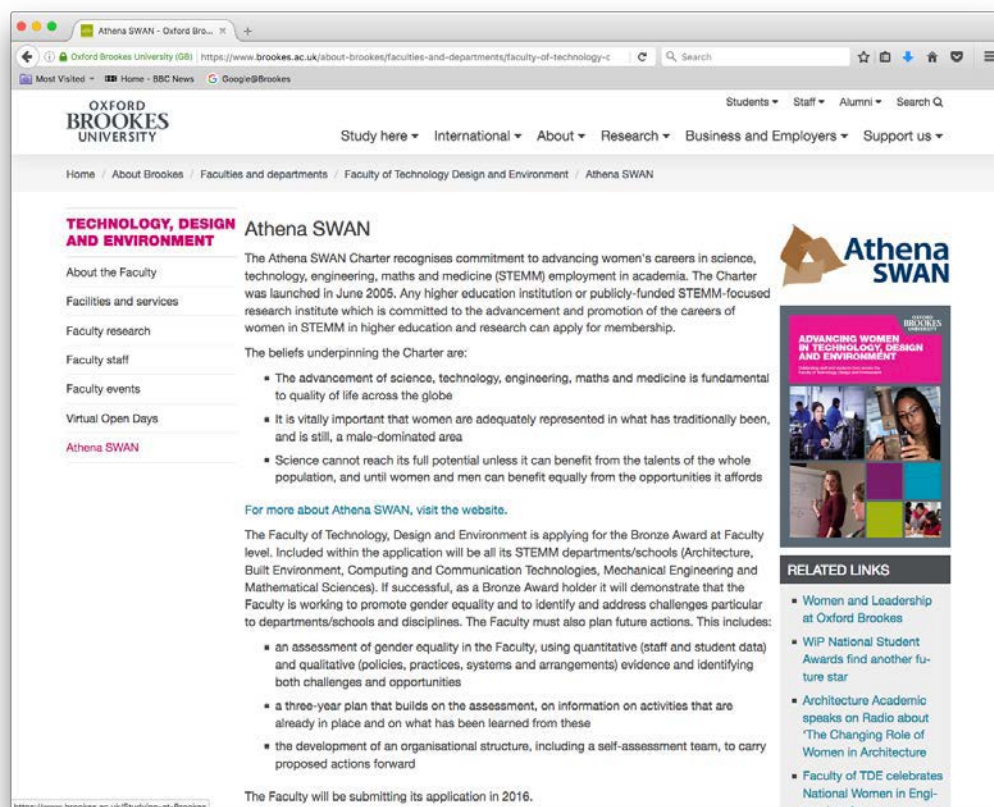 Athena SWAN - Oxford Bro...
Oxford Brookes University (GB) https://www.brookes.ac.uk/about-brookes/faculties-and-departments/faculty-of-technology-c
Search
Most Visited
Home - BBC News
Google@Brookes
OXFORD
BROOKES
UNIVERSITY
Students Staff Alumni Search
Study here International About Research Business and Employers Support us
Home / About Brookes / Faculties and departments / Faculty of Technology Design and Environment / Athena SWAN
TECHNOLOGY, DESIGN
AND ENVIRONMENT
About the Faculty
Facilities and services
Faculty research
Faculty staff
Faculty events
Virtual Open Days
Athena SWAN
Athena SWAN
The Athena SWAN Charter recognises commitment to advancing women's careers in science,
technology, engineering, maths and medicine (STEMM) employment in academia. The Charter
was launched in June 2005. Any higher education institution or publicly-funded STEMM-focused
research institute which is committed to the advancement and promotion of the careers of
women in STEMM in higher education and research can apply for membership.
The beliefs underpinning the Charter are:
▪ The advancement of science, technology, engineering, maths and medicine is fundamental
to quality of life across the globe
▪ It is vitally important that women are adequately represented in what has traditionally been,
and is still, a male-dominated area
▪ Science cannot reach its full potential unless it can benefit from the talents of the whole
population, and until women and men can benefit equally from the opportunities it affords
For more about Athena SWAN, visit the website.
The Faculty of Technology, Design and Environment is applying for the Bronze Award at Faculty
level. Included within the application will be all its STEMM departments/schools (Architecture,
Built Environment, Computing and Communication Technologies, Mechanical Engineering and
Mathematical Sciences). If successful, as a Bronze Award holder it will demonstrate that the
Faculty is working to promote gender equality and to identify and address challenges particular
to departments/schools and disciplines. The Faculty must also plan future actions. This includes:
▪ an assessment of gender equality in the Faculty, using quantitative (staff and student data)
and qualitative (policies, practices, systems and arrangements) evidence and identifying
both challenges and opportunities
▪ a three-year plan that builds on the assessment, on information on activities that are
already in place and on what has been learned from these
▪ the development of an organisational structure, including a self-assessment team, to carry
proposed actions forward
The Faculty will be submitting its application in 2016.
Athena
SWAN
OXFORD
BROOKES
UNIVERSITY
ADVANCING WOMEN
IN TECHNOLOGY, DESIGN
AND ENVIRONMENT
RELATED LINKS
▪ Women and Leadership
at Oxford Brookes
▪ WiP National Student
Awards find another fu-
ture star
▪ Architecture Academic
speaks on Radio about
'The Changing Role of
Women in Architecture
▪ Faculty of TDE celebrates
National Women in Engi-